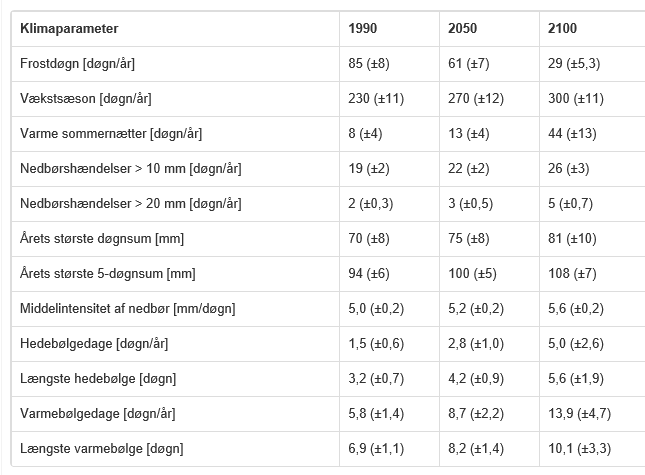 Klimaparameter 1990 2050 2100
Frostdøgn [døgn/år] 85 (±8) 61 (±7) 29 (±5,3)
Vækstsæson [døgn/år] 230 (±11) 270 (±12) 300 (±11)
Varme sommernætter [døgn/år] 8 (±4) 13 (±4) 44 (±13)
Nedbørshændelser > 10 mm [døgn/år] 19 (±2) 22 (±2) 26 (±3)
Nedbørshændelser > 20 mm [døgn/år] 2 (±0,3) 3 (±0,5) 5 (±0,7)
Årets største døgnsum [mm] 70 (±8) 75 (±8) 81 (±10)
Årets største 5-døgnsum [mm] 94 (±6) 100 (±5) 108 (±7)
Middelintensitet af nedbør [mm/døgn] 5,0 (±0,2) 5,2 (±0,2) 5,6 (±0,2)
Hedebølgedage [døgn/år] 1,5 (±0,6) 2,8 (±1,0) 5,0 (±2,6)
Længste hedebølge [døgn] 3,2 (±0,7) 4,2 (±0,9) 5,6 (±1,9)
Varmebølgedage [døgn/år] 5,8 (±1,4) 8,7 (±2,2) 13,9 (±4,7)
Længste varmebølge [døgn] 6,9 (±1,1) 8,2 (±1,4) 10,1 (±3,3)